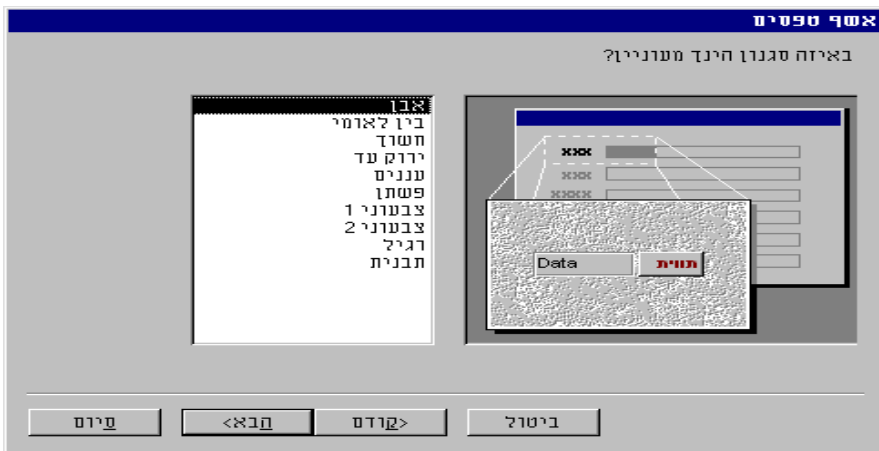 אשף טפסים
באיזה סגנון הינך מעוניין?
אבן
בין לאומי
חשוך
ירוק עד
עננים
פשתן
צבעוני 1
צבעוני 2
רגיל
תבנית
xxx
xxx
xxxx
תווית Data
ביטול
<קודם
הבא>
סיום